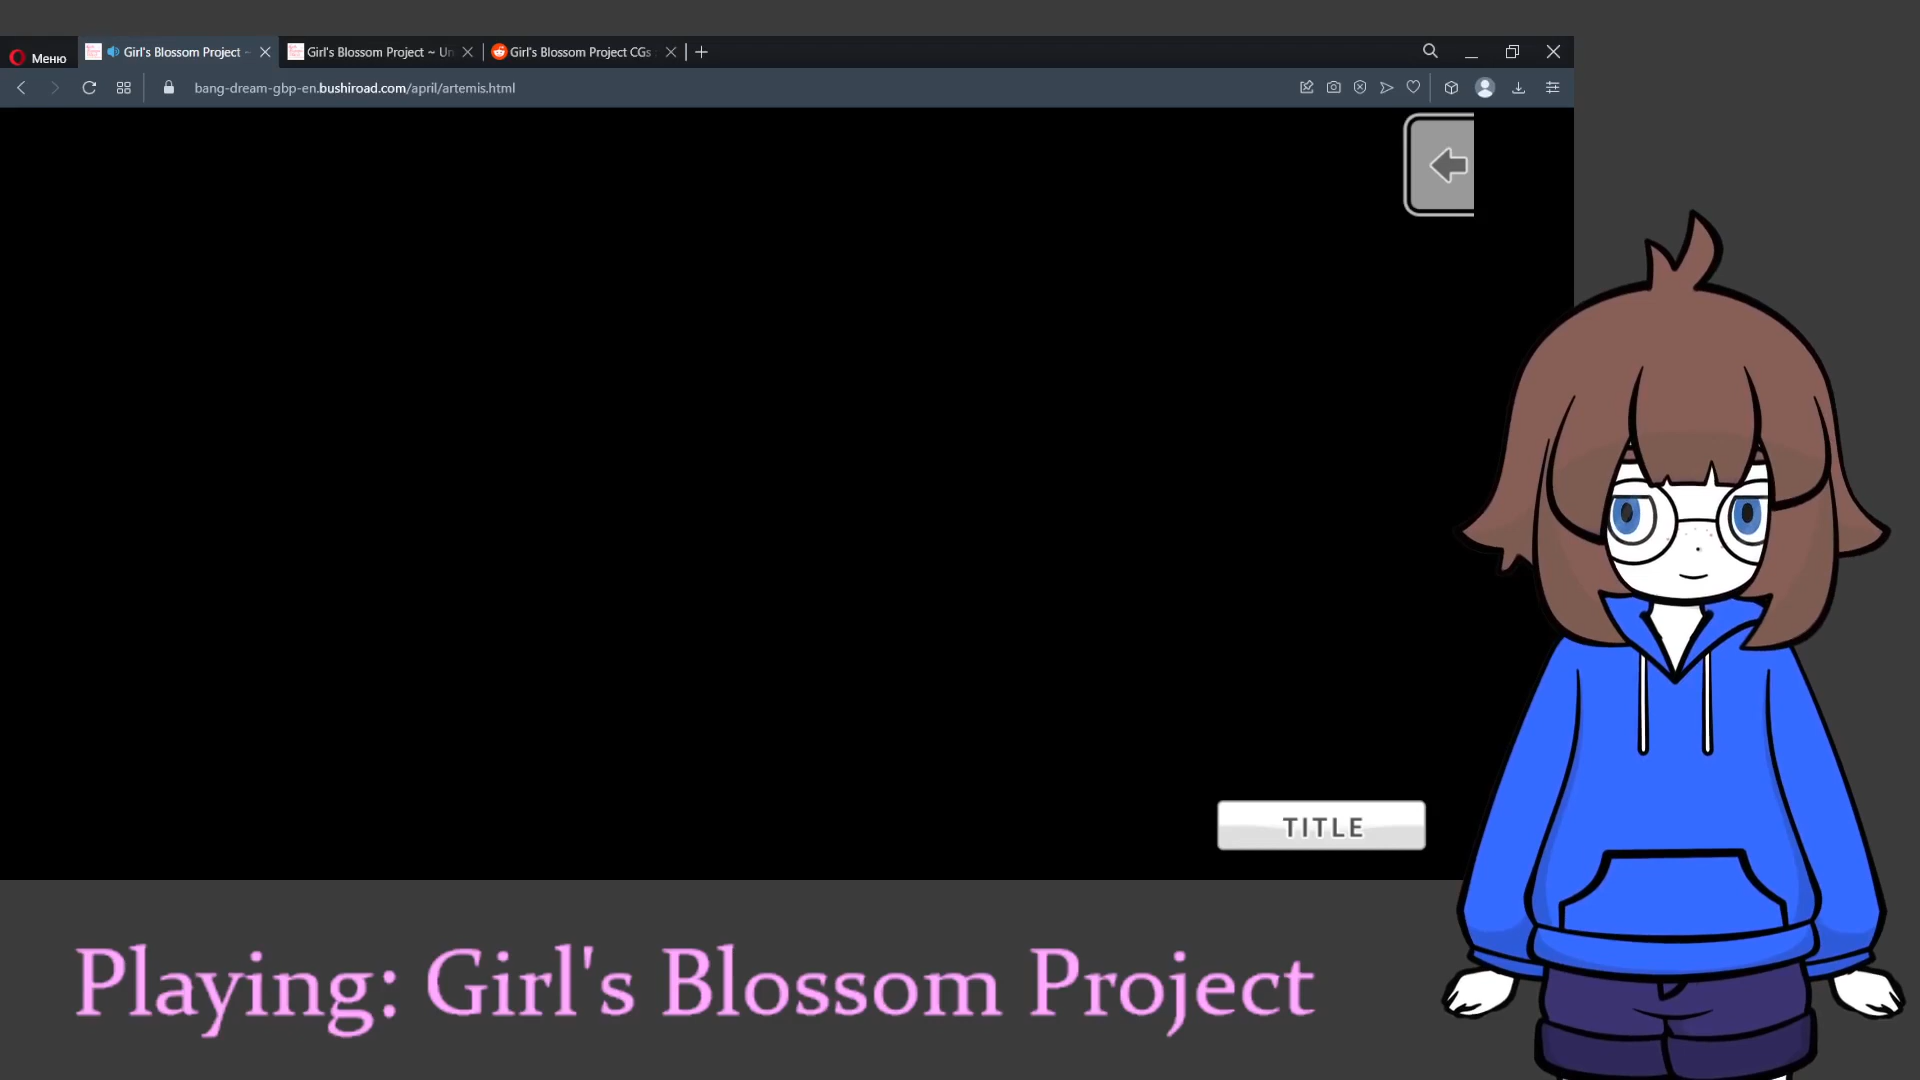 Меню
Girl's Blossom Project ~
Girl's Blossom Project ~ Un
Girl's Blossom Project CGs
bang-dream-gbp-en.bushiroad.com/april/artemis.html
TITLE
Playing: Girl's Blossom Project